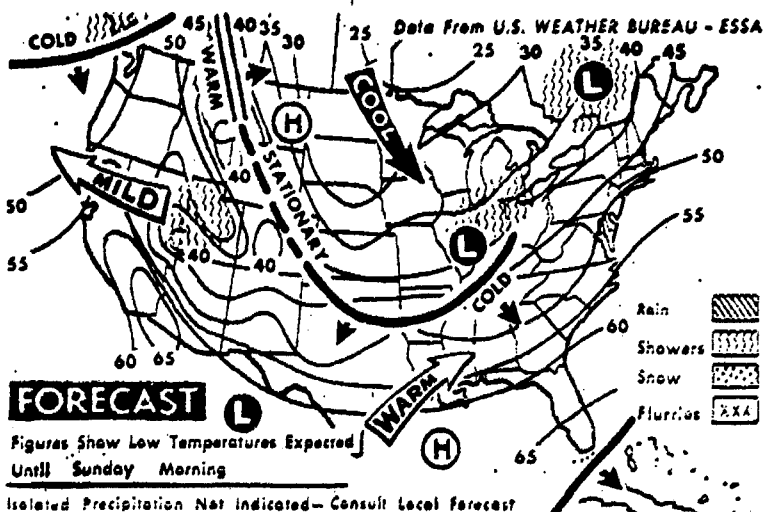 Data From U.S. WEATHER BUREAU - ESSA
COLD
45
40
35
30
25
25
30
35
40
45
50
WARM
COOL
L
H
STATIONARY
MILD
40
50
50
55
55
40
40
L
COLD
60
65
60
Rain
Showers
Snow
Flurries
WARM
FORECAST
L
H
65
Figures Show Low Temperatures Expected
Until Sunday Morning
Isolated Precipitation Not Indicated— Consult Local Forecast